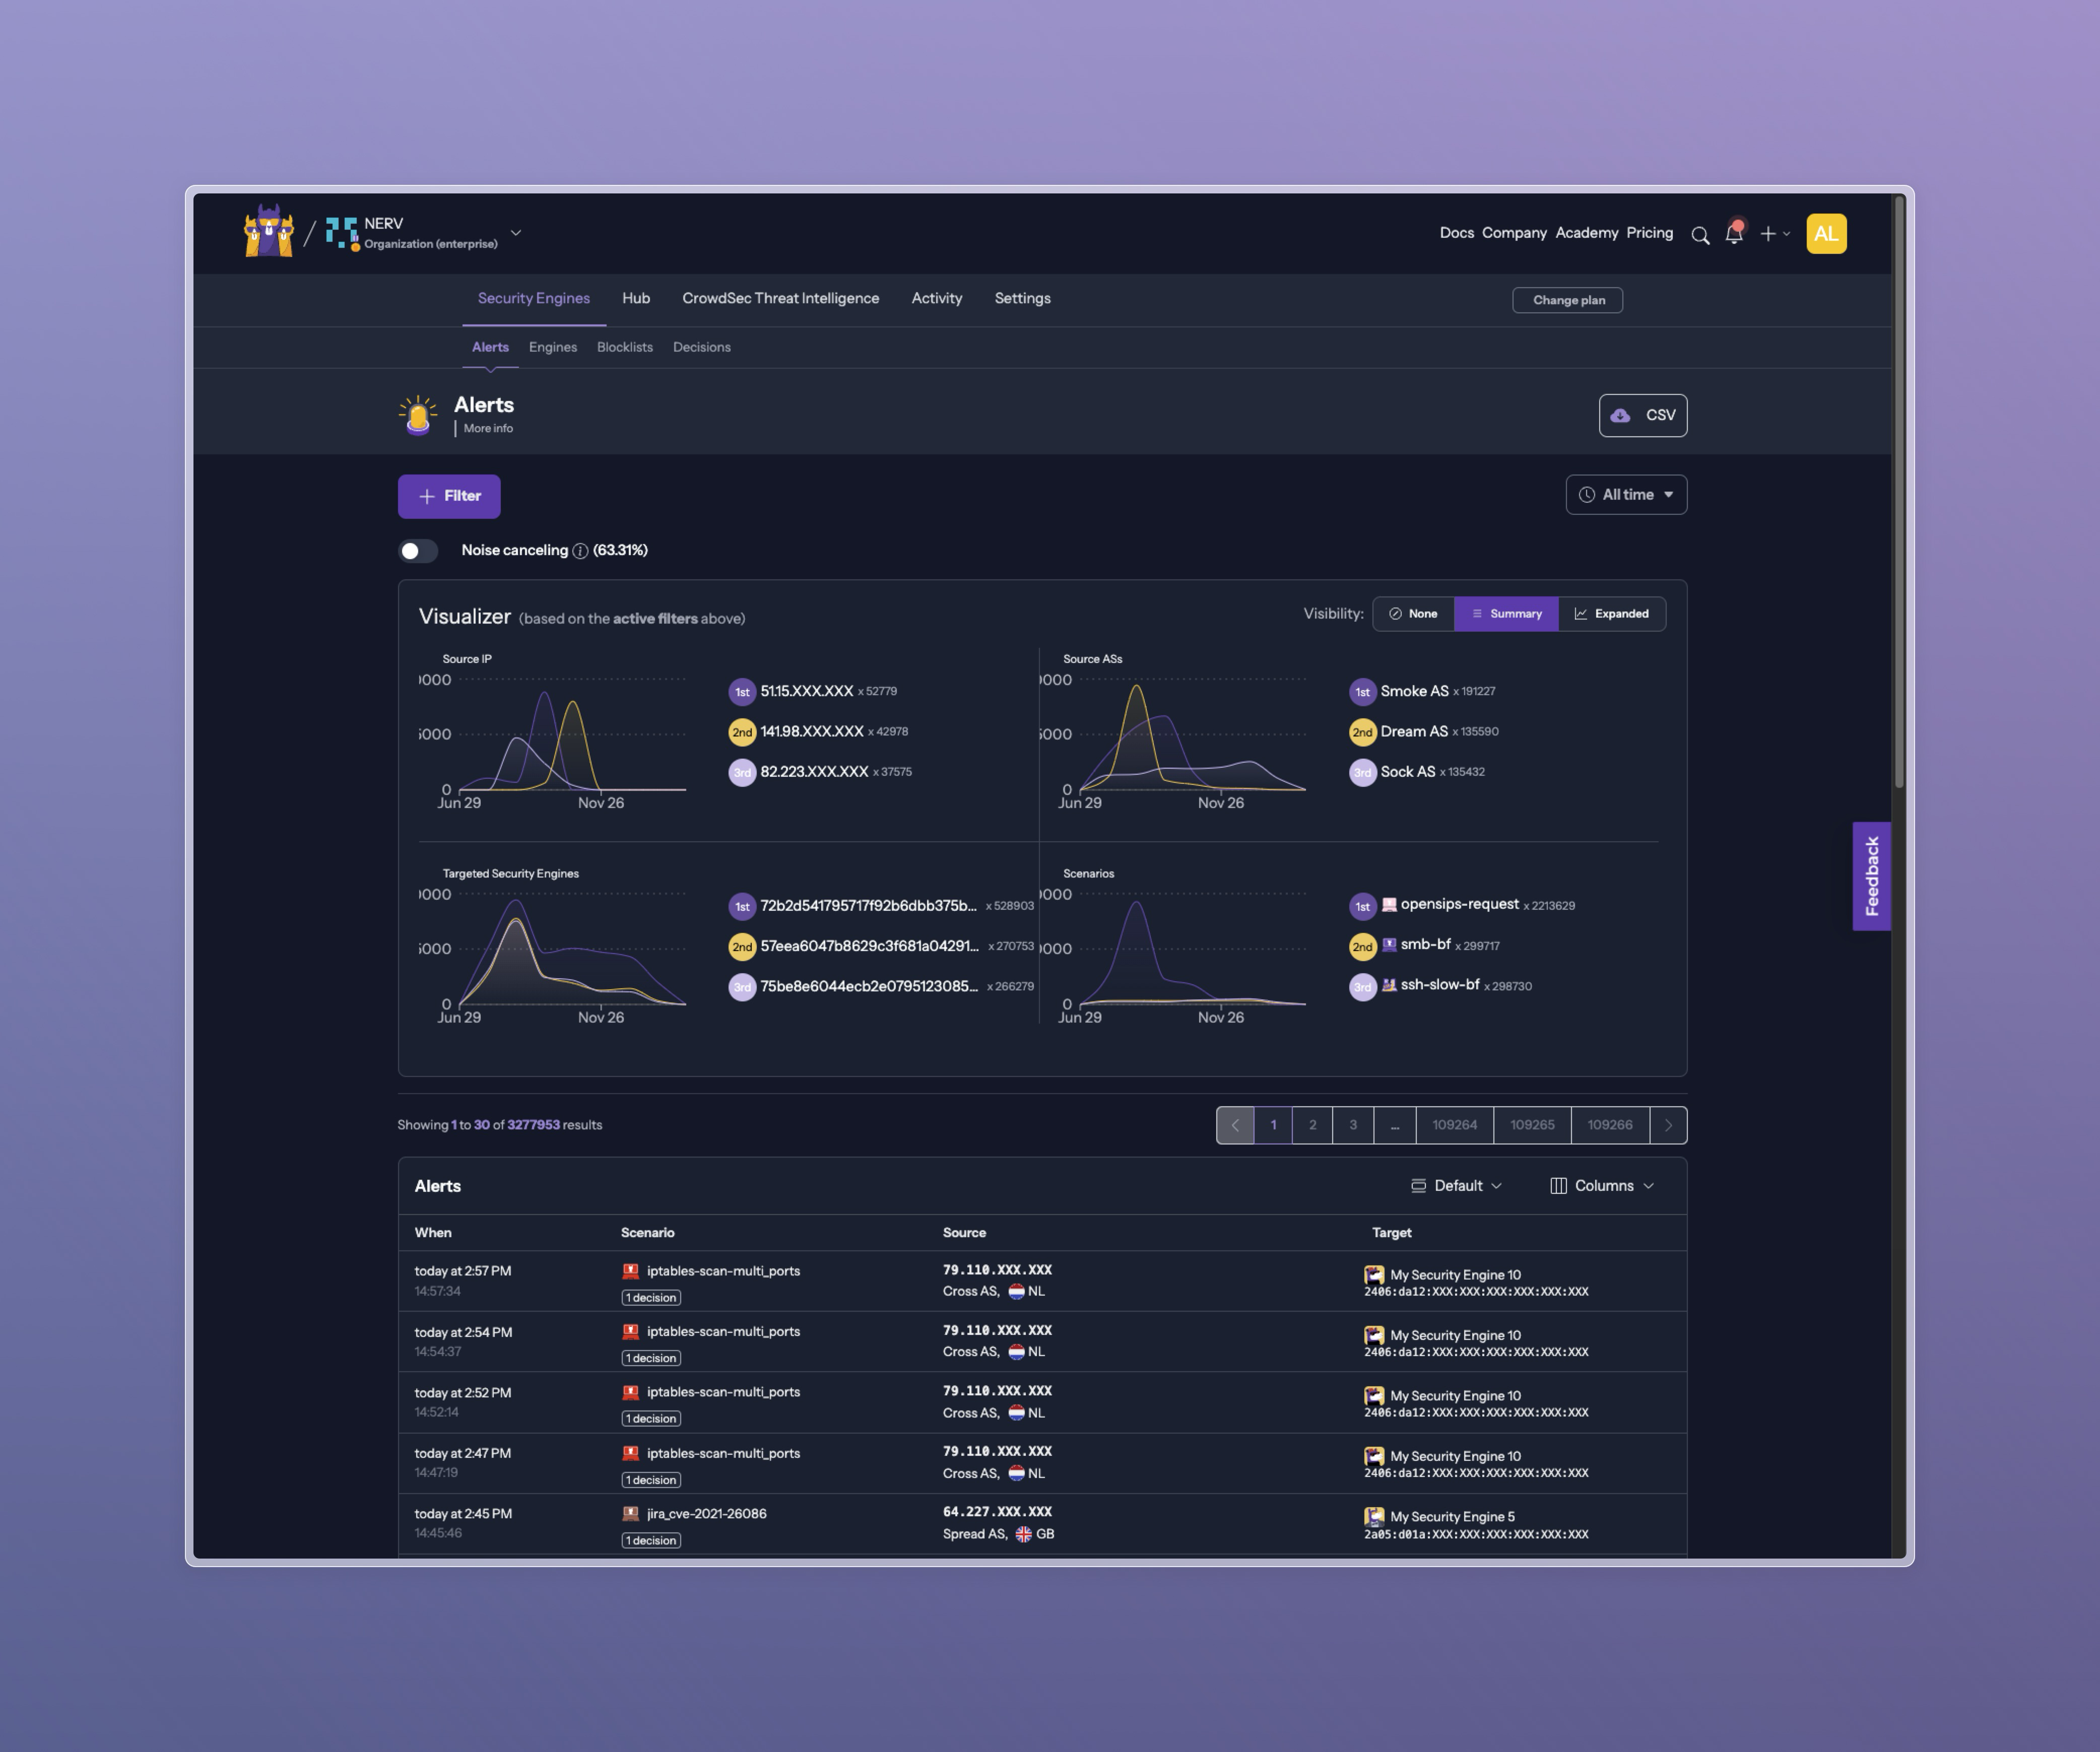 NERV
Organization (enterprise)
Docs Company Academy Pricing
AL
Security Engines Hub CrowdSec Threat Intelligence Activity Settings
Change plan
Alerts Engines Blocklists Decisions
Alerts
More info
CSV
Filter
All time
Noise canceling (63.31%)
Visualizer (based on the active filters above)
Visibility: None Summary Expanded
Source IP
0
Jun 29 Nov 26
1st 51.15.XXX.XXX x 52779
2nd 141.98.XXX.XXX x 42978
3rd 82.223.XXX.XXX x 37575
Source ASs
0
Jun 29 Nov 26
1st Smoke AS x 191227
2nd Dream AS x 135590
3rd Sock AS x 135432
Feedback
Targeted Security Engines
0
Jun 29 Nov 26
1st 72b2d541795717f92b6dbb375b... x 528903
2nd 57eea6047b8629c3f681a04291... x 270753
3rd 75be8e6044ecb2e0795123085... x 266279
Scenarios
0
Jun 29 Nov 26
1st opensips-request x 2213629
2nd smb-bf x 299717
3rd ssh-slow-bf x 298730
Showing 1 to 30 of 3277953 results
1 2 3 ... 109264 109265 109266
Alerts
Default Columns
When Scenario Source Target
today at 2:57 PM iptables-scan-multi_ports 79.110.XXX.XXX My Security Engine 10
14:57:34 1 decision Cross AS, NL 2406:da12:XXX:XXX:XXX:XXX:XXX:XXX
today at 2:54 PM iptables-scan-multi_ports 79.110.XXX.XXX My Security Engine 10
14:54:37 1 decision Cross AS, NL 2406:da12:XXX:XXX:XXX:XXX:XXX:XXX
today at 2:52 PM iptables-scan-multi_ports 79.110.XXX.XXX My Security Engine 10
14:52:14 1 decision Cross AS, NL 2406:da12:XXX:XXX:XXX:XXX:XXX:XXX
today at 2:47 PM iptables-scan-multi_ports 79.110.XXX.XXX My Security Engine 10
14:47:19 1 decision Cross AS, NL 2406:da12:XXX:XXX:XXX:XXX:XXX:XXX
today at 2:45 PM jira_cve-2021-26086 64.227.XXX.XXX My Security Engine 5
14:45:46 1 decision Spread AS, GB 2a05:d01a:XXX:XXX:XXX:XXX:XXX:XXX